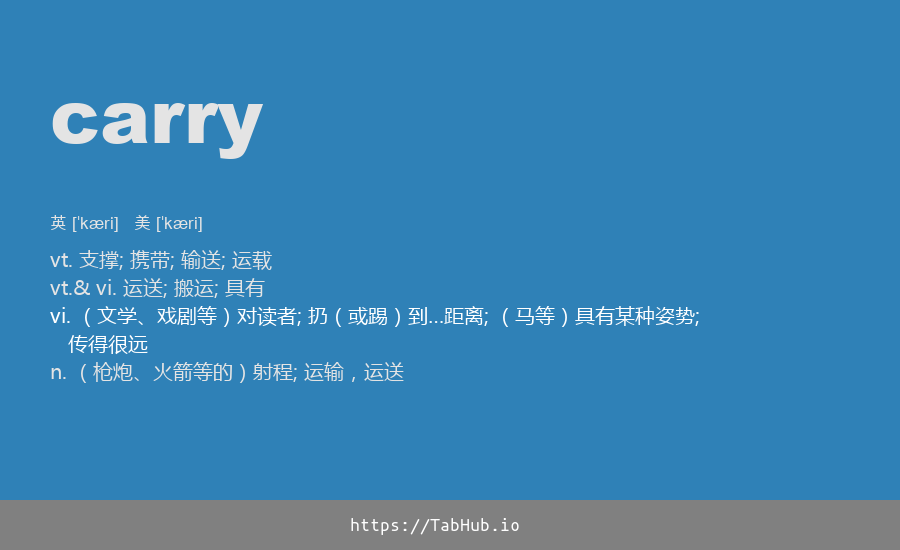 carry
英 [ˈkæri] 美 [ˈkæri]
vt. 支撑; 携带; 输送; 运载
vt.& vi. 运送; 搬运; 具有
vi. （文学、戏剧等）对读者; 扔（或踢）到…距离; （马等）具有某种姿势;
传得很远
n. （枪炮、火箭等的）射程; 运输，运送
https://TabHub.io